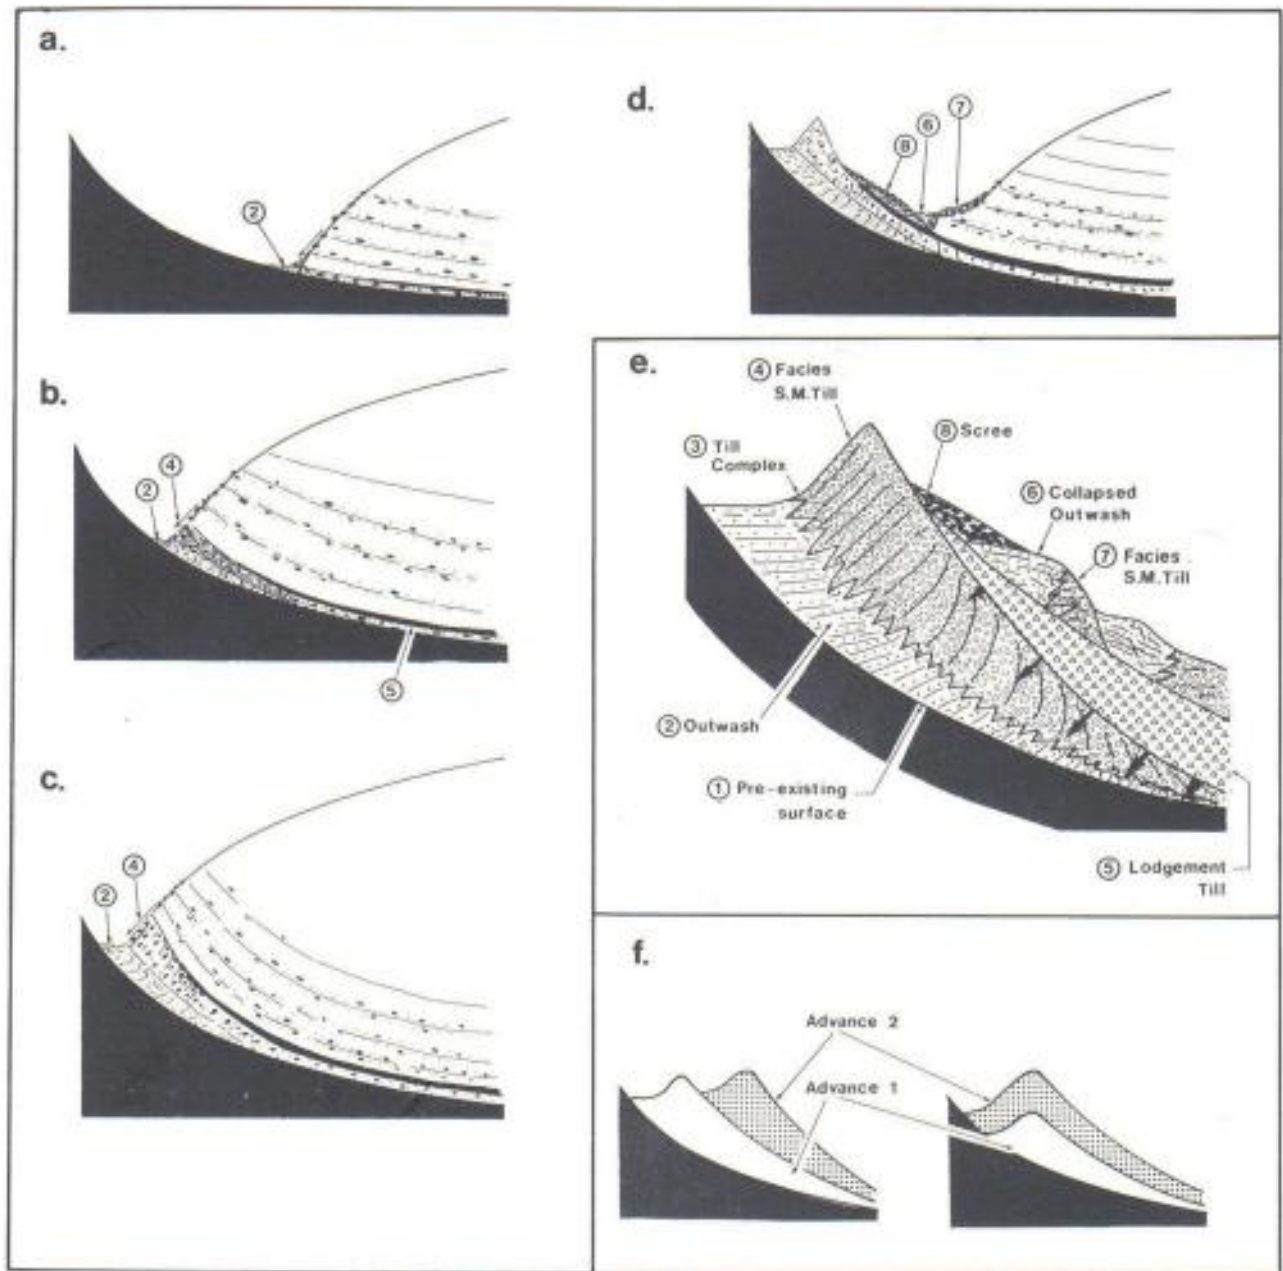 a.
②
b.
④
②
⑤
c.
④
②
d.
⑦
⑥
⑧
e.
④ Facies
S.M.Till
③ Till
Complex
⑧ Scree
⑥ Collapsed
Outwash
⑦ Facies
S.M.Till
② Outwash
① Pre-existing
surface
⑤ Lodgement
Till
f.
Advance 2
Advance 1